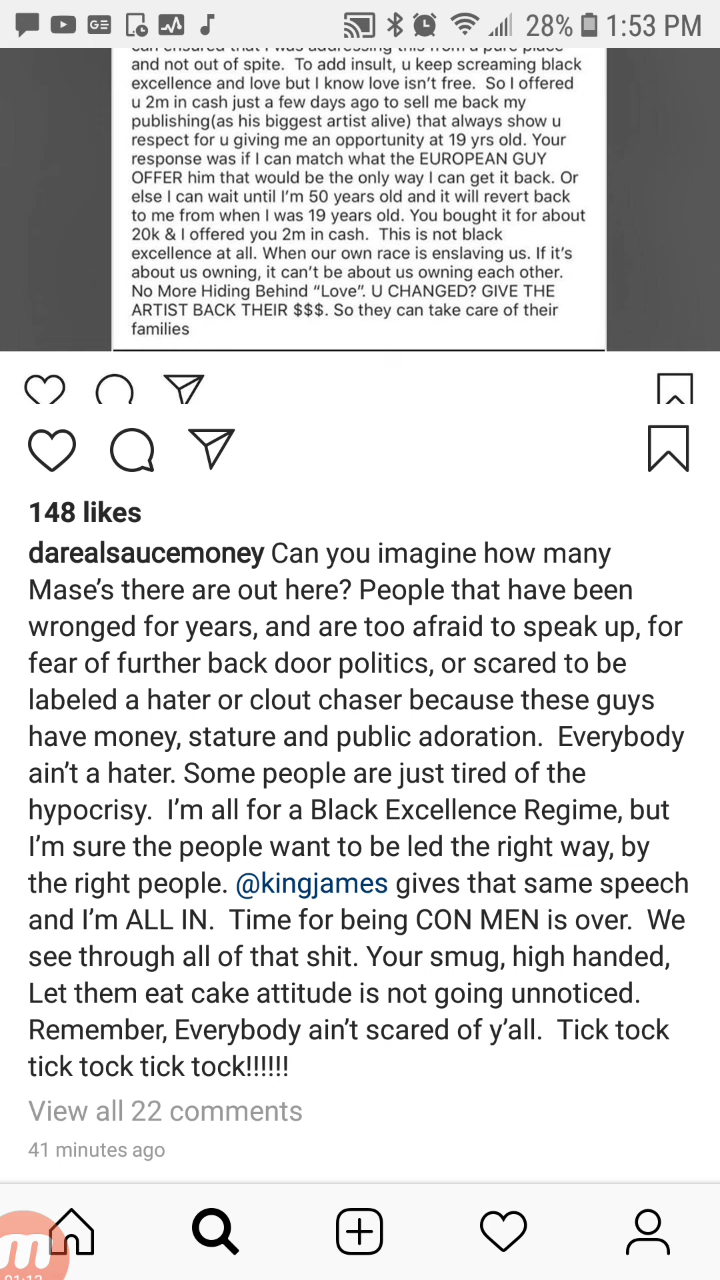 GE
28% 1:53 PM
can ensured that I was addressing this from a pure place
and not out of spite.  To add insult, u keep screaming black
excellence and love but I know love isn't free.  So I offered
u 2m in cash just a few days ago to sell me back my
publishing(as his biggest artist alive) that always show u
respect for u giving me an opportunity at 19 yrs old. Your
response was if I can match what the EUROPEAN GUY
OFFER him that would be the only way I can get it back. Or
else I can wait until I'm 50 years old and it will revert back
to me from when I was 19 years old. You bought it for about
20k & I offered you 2m in cash.  This is not black
excellence at all. When our own race is enslaving us. If it's
about us owning, it can't be about us owning each other.
No More Hiding Behind “Love”. U CHANGED? GIVE THE
ARTIST BACK THEIR $$$. So they can take care of their
families
148 likes
darealsaucemoney Can you imagine how many
Mase's there are out here? People that have been
wronged for years, and are too afraid to speak up, for
fear of further back door politics, or scared to be
labeled a hater or clout chaser because these guys
have money, stature and public adoration.  Everybody
ain't a hater. Some people are just tired of the
hypocrisy.  I'm all for a Black Excellence Regime, but
I'm sure the people want to be led the right way, by
the right people. @kingjames gives that same speech
and I'm ALL IN.  Time for being CON MEN is over.  We
see through all of that shit. Your smug, high handed,
Let them eat cake attitude is not going unnoticed.
Remember, Everybody ain't scared of y'all.  Tick tock
tick tock tick tock!!!!!!
View all 22 comments
41 minutes ago
m
01:12